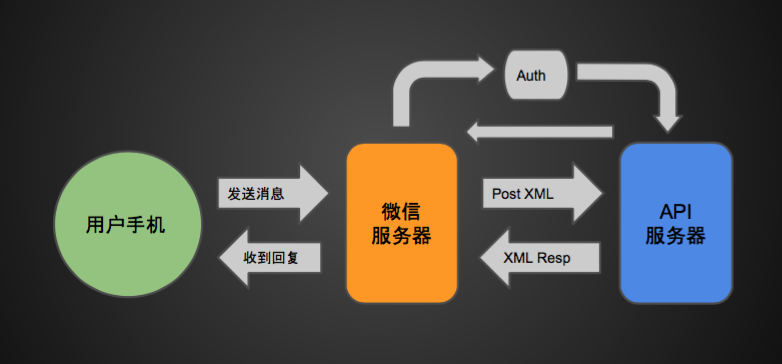 Auth
用户手机
发送消息
收到回复
微信
服务器
Post XML
XML Resp
API
服务器